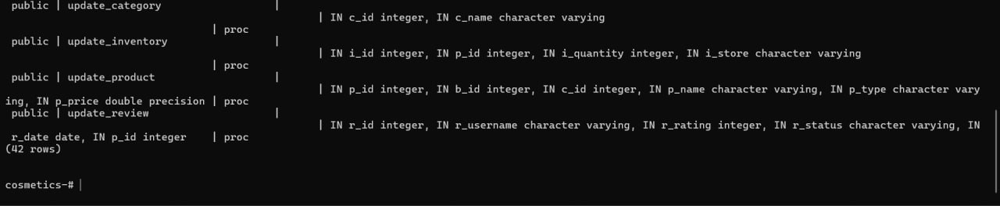 public | update_category                   |
| IN c_id integer, IN c_name character varying
| proc
public | update_inventory                  |
| IN i_id integer, IN p_id integer, IN i_quantity integer, IN i_store character varying
| proc
public | update_product                    |
| IN p_id integer, IN b_id integer, IN c_id integer, IN p_name character varying, IN p_type character vary
ing, IN p_price double precision | proc
public | update_review                     |
| IN r_id integer, IN r_username character varying, IN r_rating integer, IN r_status character varying, IN
r_date date, IN p_id integer    | proc
(42 rows)
cosmetics-#